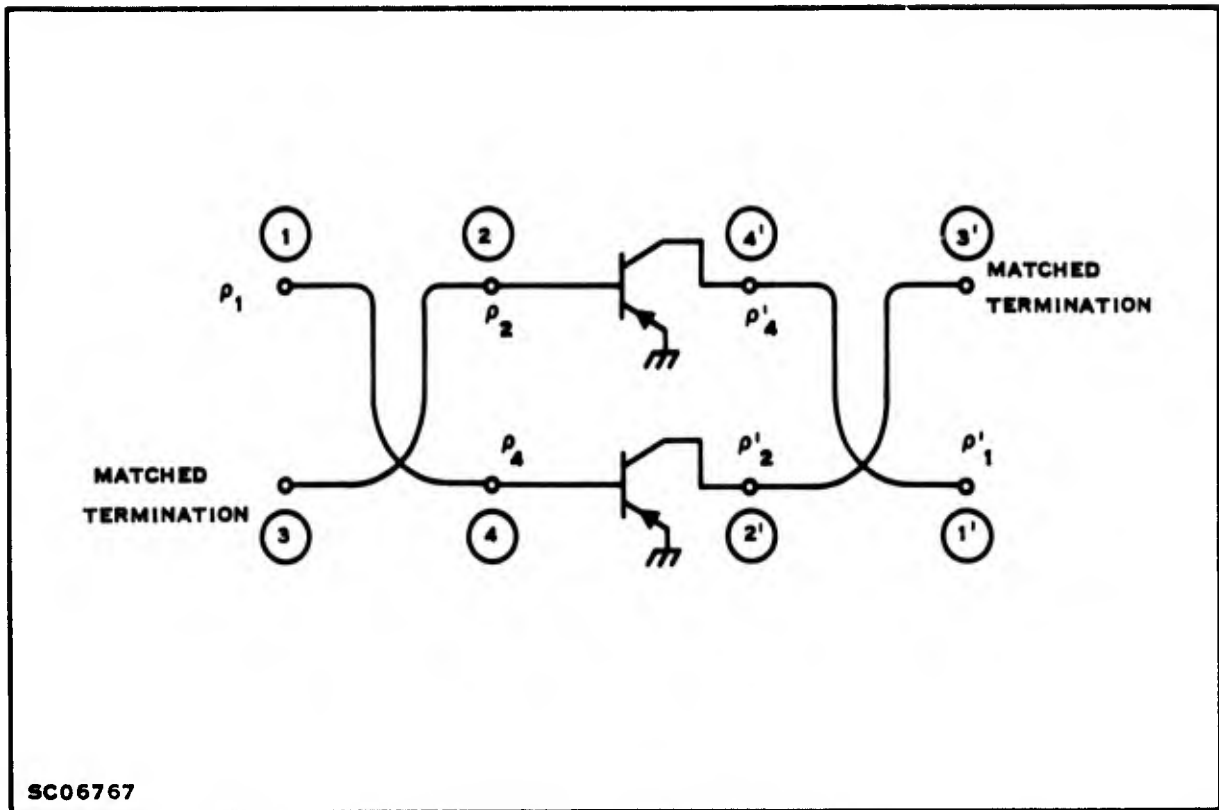 1 2 4' 3'
ρ1 ρ2 ρ'4 MATCHED
TERMINATION
MATCHED
TERMINATION
ρ4 ρ'2 ρ'1
3 4 2' 1'
SC06767